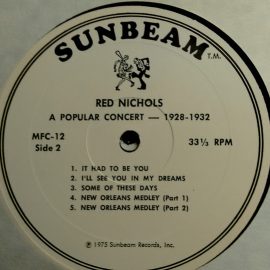 SUNBEAM T.M.
RED NICHOLS
A POPULAR CONCERT — 1928-1932
MFC-12
Side 2
33⅓ RPM
1. IT HAD TO BE YOU
2. I'LL SEE YOU IN MY DREAMS
3. SOME OF THESE DAYS
4. NEW ORLEANS MEDLEY (Part 1)
5. NEW ORLEANS MEDLEY (Part 2)
℗ 1975 Sunbeam Records, Inc.